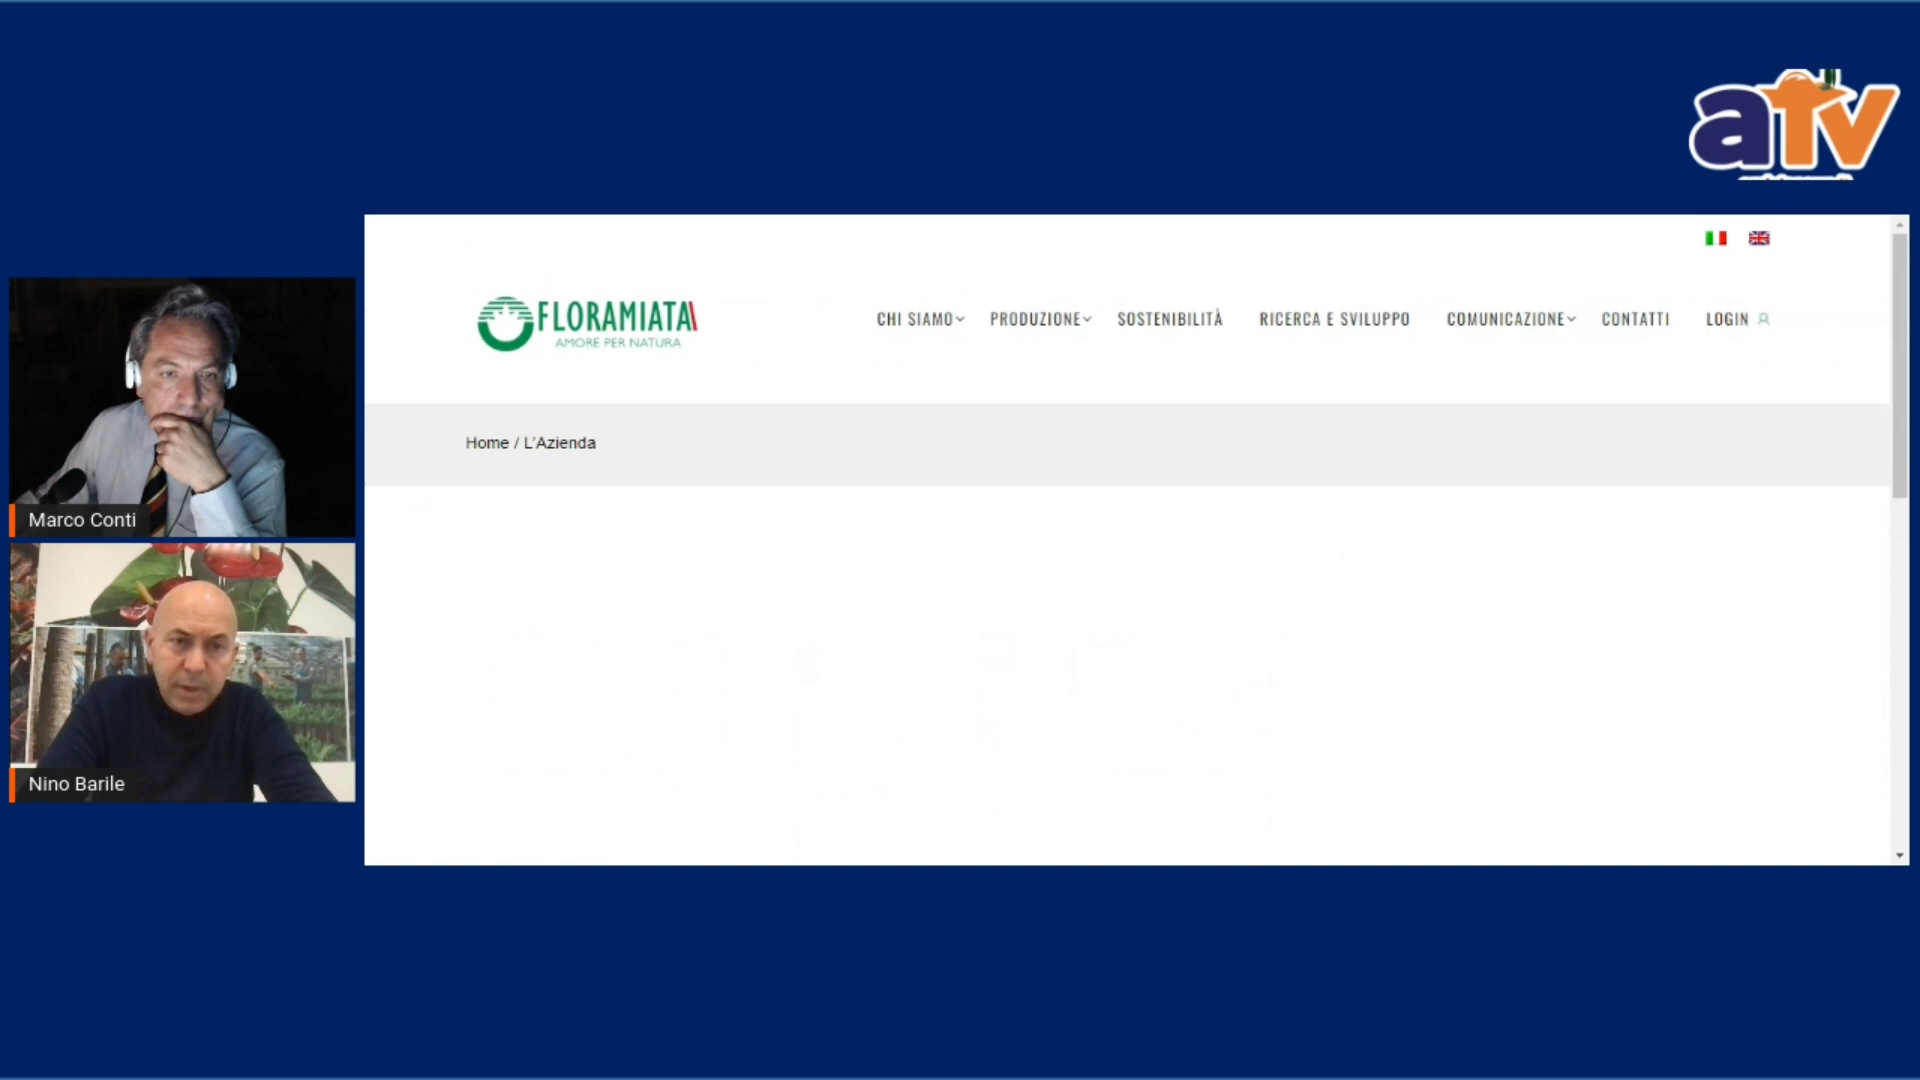 aTv
FLORAMIATA
AMORE PER NATURA
CHI SIAMO PRODUZIONE SOSTENIBILITÀ RICERCA E SVILUPPO COMUNICAZIONE CONTATTI LOGIN
Home / L'Azienda
Marco Conti
Nino Barile